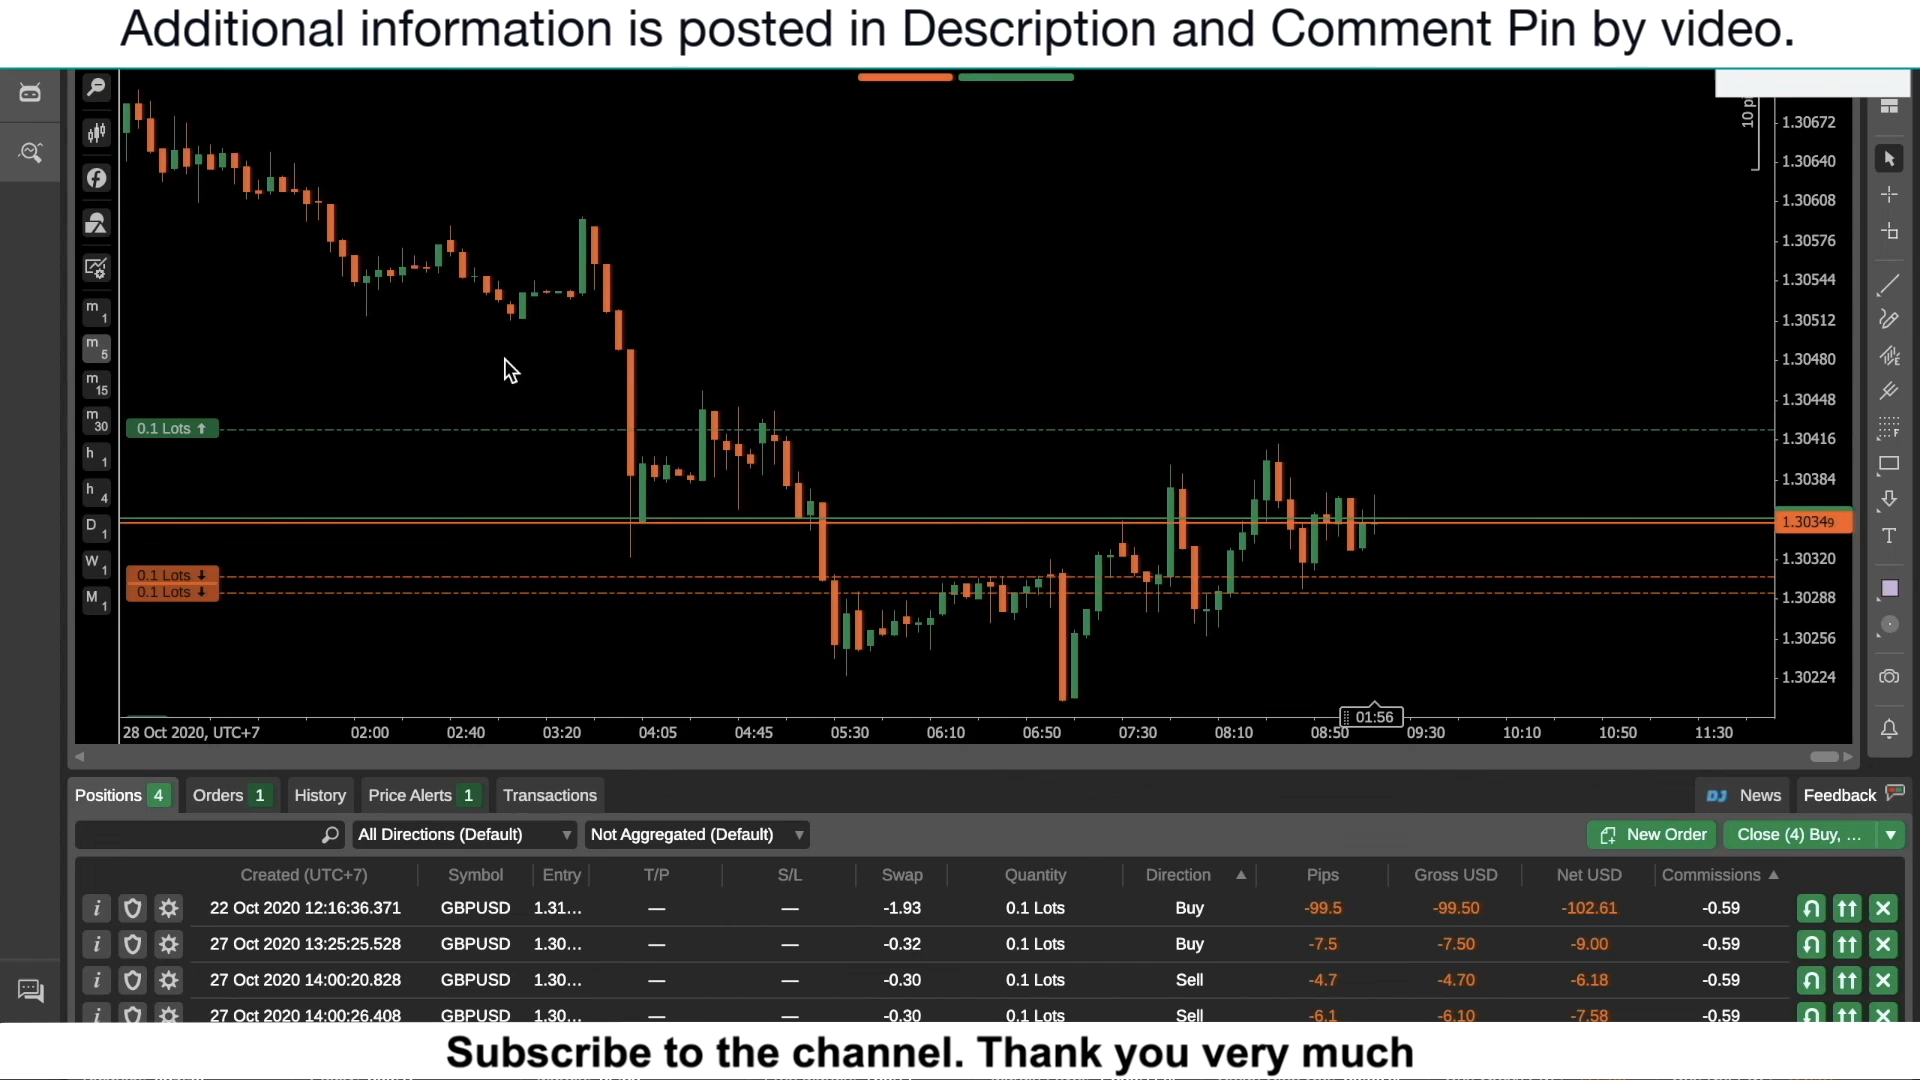 Additional information is posted in Description and Comment Pin by video.
10 pi
1.30672
1.30640
1.30608
1.30576
1.30544
1.30512
1.30480
1.30448
1.30416
1.30384
1.30349
1.30320
1.30288
1.30256
1.30224
m 1
m 5
m 15
m 30
h 1
h 4
D 1
W 1
M 1
0.1 Lots ↑
0.1 Lots ↓
0.1 Lots ↓
01:56
28 Oct 2020, UTC+7 02:00 02:40 03:20 04:05 04:45 05:30 06:10 06:50 07:30 08:10 08:50 09:30 10:10 10:50 11:30
Positions 4 Orders 1 History Price Alerts 1 Transactions DJ News Feedback
All Directions (Default) Not Aggregated (Default) New Order Close (4) Buy, ...
Created (UTC+7) Symbol Entry T/P S/L Swap Quantity Direction Pips Gross USD Net USD Commissions
22 Oct 2020 12:16:36.371 GBPUSD 1.31... — — -1.93 0.1 Lots Buy -99.5 -99.50 -102.61 -0.59
27 Oct 2020 13:25:25.528 GBPUSD 1.30... — — -0.32 0.1 Lots Buy -7.5 -7.50 -9.00 -0.59
27 Oct 2020 14:00:20.828 GBPUSD 1.30... — — -0.30 0.1 Lots Sell -4.7 -4.70 -6.18 -0.59
27 Oct 2020 14:00:26.408 GBPUSD 1.30... — — -0.30 0.1 Lots Sell -6.1 -6.10 -7.58 -0.59
Subscribe to the channel. Thank you very much